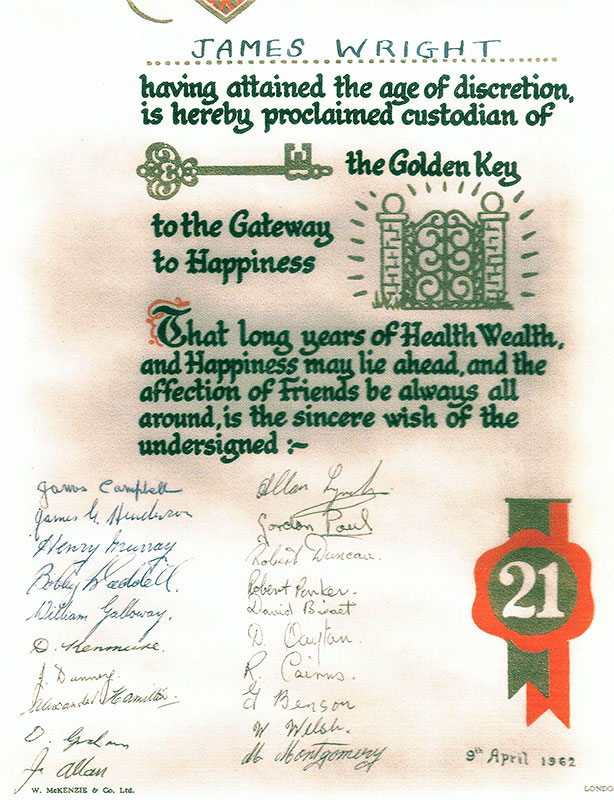 JAMES WRIGHT
having attained the age of discretion,
is hereby proclaimed custodian of
the Golden Key
to the Gateway
to Happiness
That long years of Health Wealth,
and Happiness may lie ahead, and the
affection of Friends be always all
around, is the sincere wish of the
undersigned :~
James Campbell
James G Henderson
Henry Murray
Bobby Waddell.
William Galloway.
D. Kenmuire.
J.
Alexander Hamilton.
D. Graham
J. Allan
Allan Lynch
Gordon Paul
Robert Duncan.
Robert Parker.
David Bisset
D. Clayton.
R. Cairns.
G Benson
W Welsh.
M Montgomery
21
9th April 1962
W. McKENZIE & Co. Ltd.